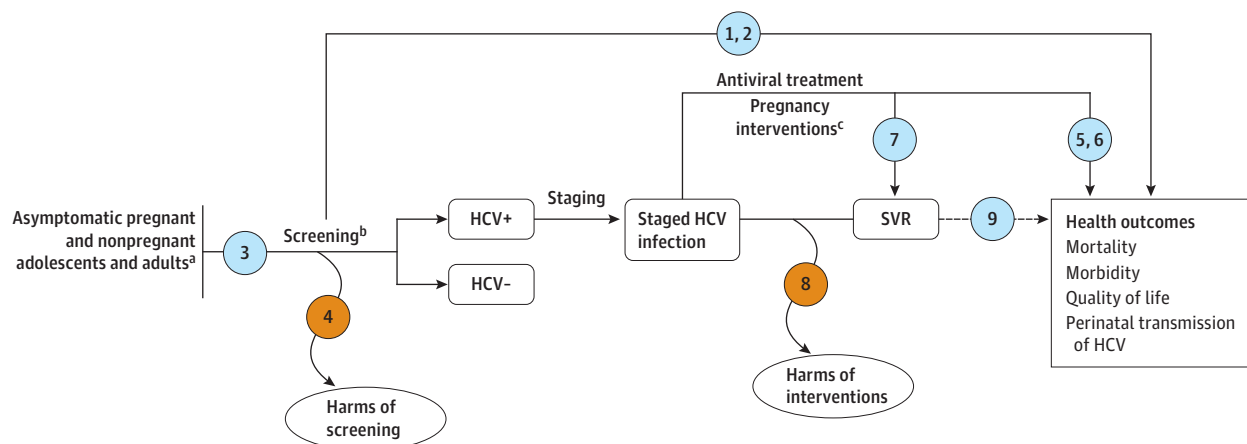 1, 2
Antiviral treatment
Pregnancy
interventionsᶜ
7
5, 6
Asymptomatic pregnant
and nonpregnant
adolescents and adultsᵃ
3
Screeningᵇ
HCV+
HCV–
Staging
Staged HCV
infection
SVR
9
Health outcomes
Mortality
Morbidity
Quality of life
Perinatal transmission
of HCV
4
8
Harms of
screening
Harms of
interventions